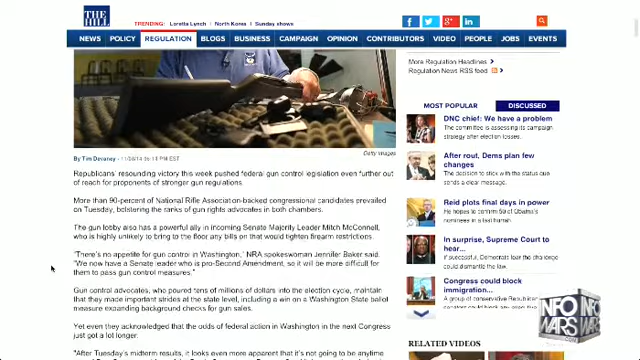 THE HILL
TRENDING: Loretta Lynch | North Korea | Sunday shows
NEWS POLICY REGULATION BLOGS BUSINESS CAMPAIGN OPINION CONTRIBUTORS VIDEO PEOPLE JOBS EVENTS
Getty Images
By Tim Devaney
Republicans' resounding victory this week pushed federal gun control legislation even further out
of reach for proponents of stronger gun regulations.
More than 90-percent of National Rifle Association-backed congressional candidates prevailed
on Tuesday, bolstering the ranks of gun rights advocates in both chambers.
The gun lobby also has a powerful ally in incoming Senate Majority Leader Mitch McConnell,
who is highly unlikely to bring to the floor any bills on that would tighten firearm restrictions.
"There's no appetite for gun control in Washington," NRA spokeswoman Jennifer Baker said.
"We now have a Senate leader who is pro-Second Amendment, so it will be more difficult for
them to pass gun control measures."
Gun control advocates, who poured tens of millions of dollars into the election cycle, maintain
that they made important strides at the state level, including a win on a Washington State ballot
measure expanding background checks for gun sales.
Yet even they acknowledged that the odds of federal action in Washington in the next Congress
just got a lot longer.
"After Tuesday's midterm results, it looks even more apparent that it's not going to be anytime
More Regulation Headlines
Regulation News RSS feed
MOST POPULAR DISCUSSED
DNC chief: We have a problem
The committee is assessing its campaign
strategy after election losses.
After rout, Dems plan few
changes
The decision to stick with the status quo
sends a clear message.
Reid plots final days in power
He hopes to confirm 50 of Obama's
nominees in a last hurrah.
In surprise, Supreme Court to
hear...
If successful, Democrats fear the challenge
could dismantle the law.
Congress could block
immigration...
A group of conservative Republican
RELATED VIDEOS
INFO
WARS